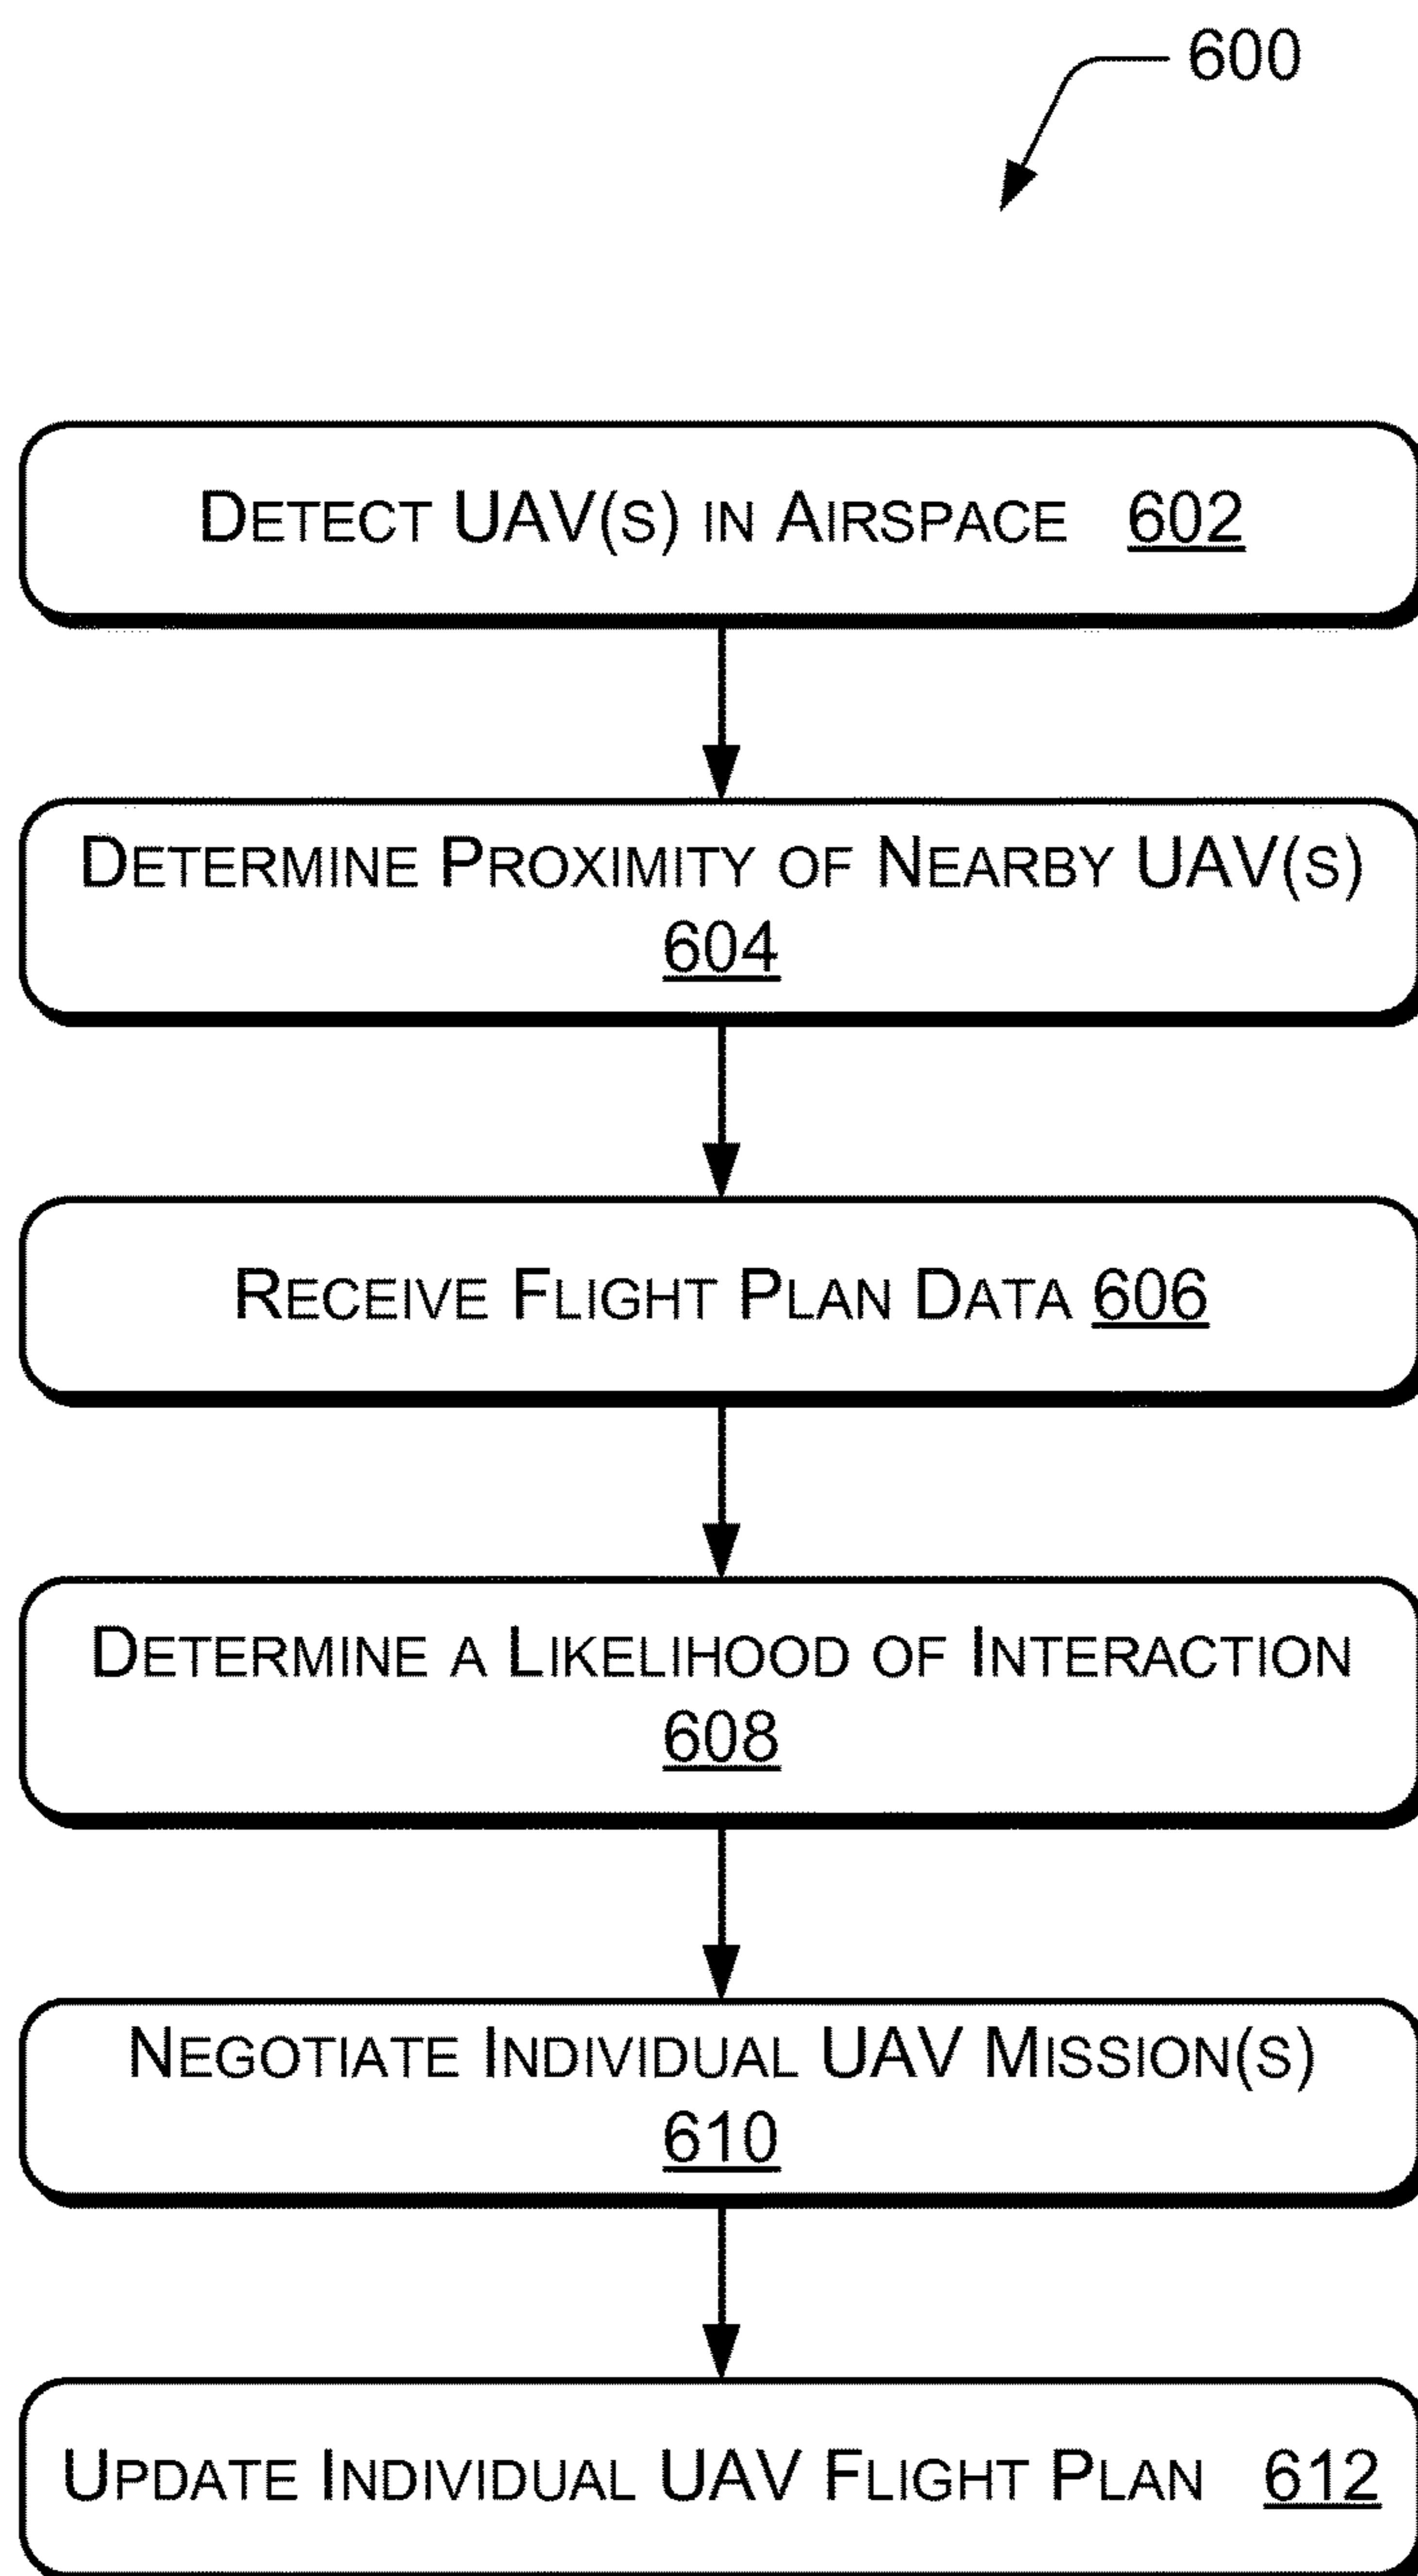 600
DETECT UAV(S) IN AIRSPACE 602
DETERMINE PROXIMITY OF NEARBY UAV(S)
604
RECEIVE FLIGHT PLAN DATA 606
DETERMINE A LIKELIHOOD OF INTERACTION
608
NEGOTIATE INDIVIDUAL UAV MISSION(S)
610
UPDATE INDIVIDUAL UAV FLIGHT PLAN 612